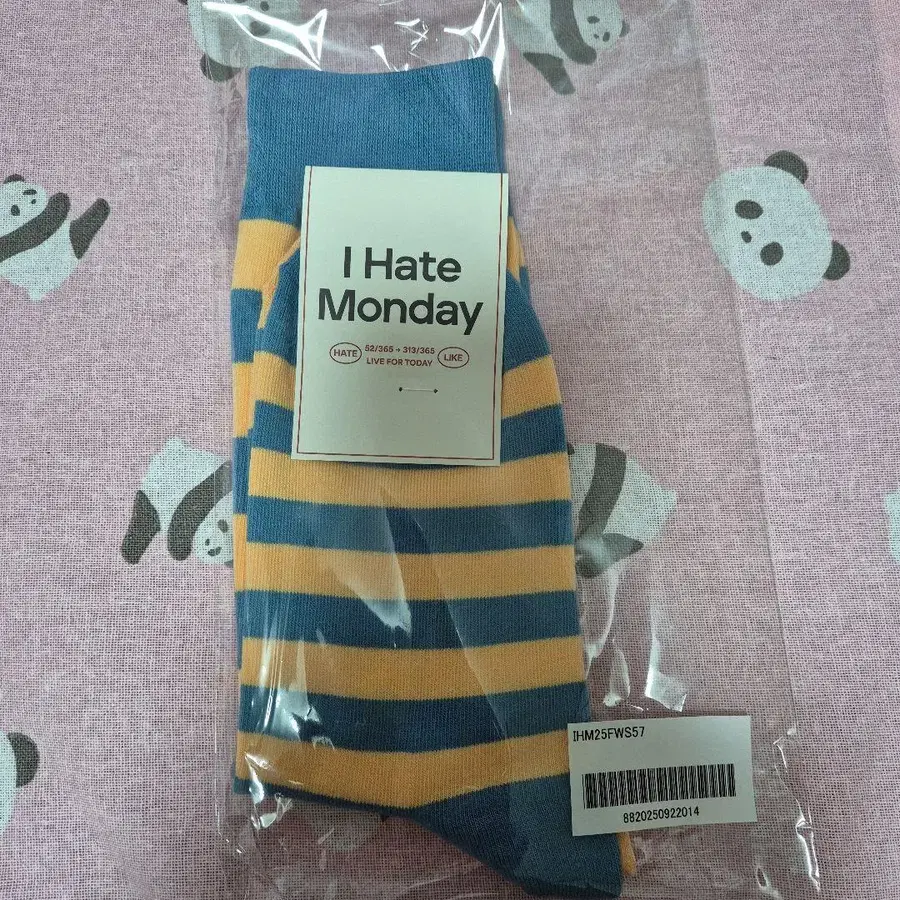 I Hate
Monday
HATE
52/365 → 313/365
LIVE FOR TODAY
LIKE
IHM25FWS57
8820250922014